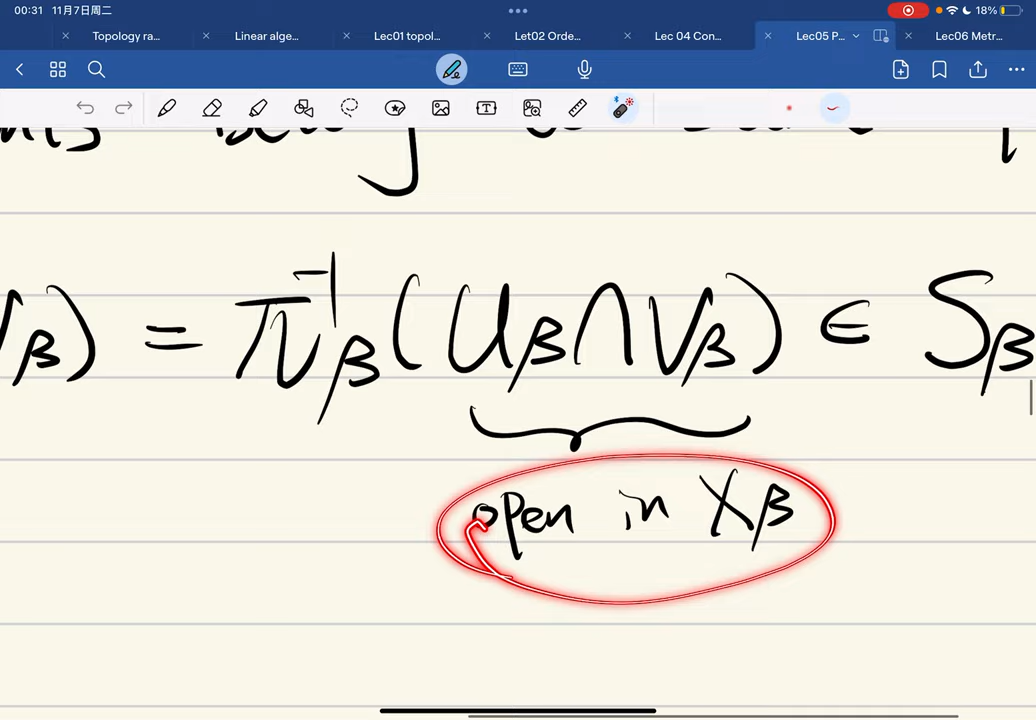 00:31 11月7日周二 18%
Topology ra... Linear alge... Lec01 topol... Let02 Orde... Lec 04 Con... Lec05 P... Lec06 Metr...
Vβ) = π⁻¹β (Uβ ∩ Vβ) ∈ Sβ
open in Xβ